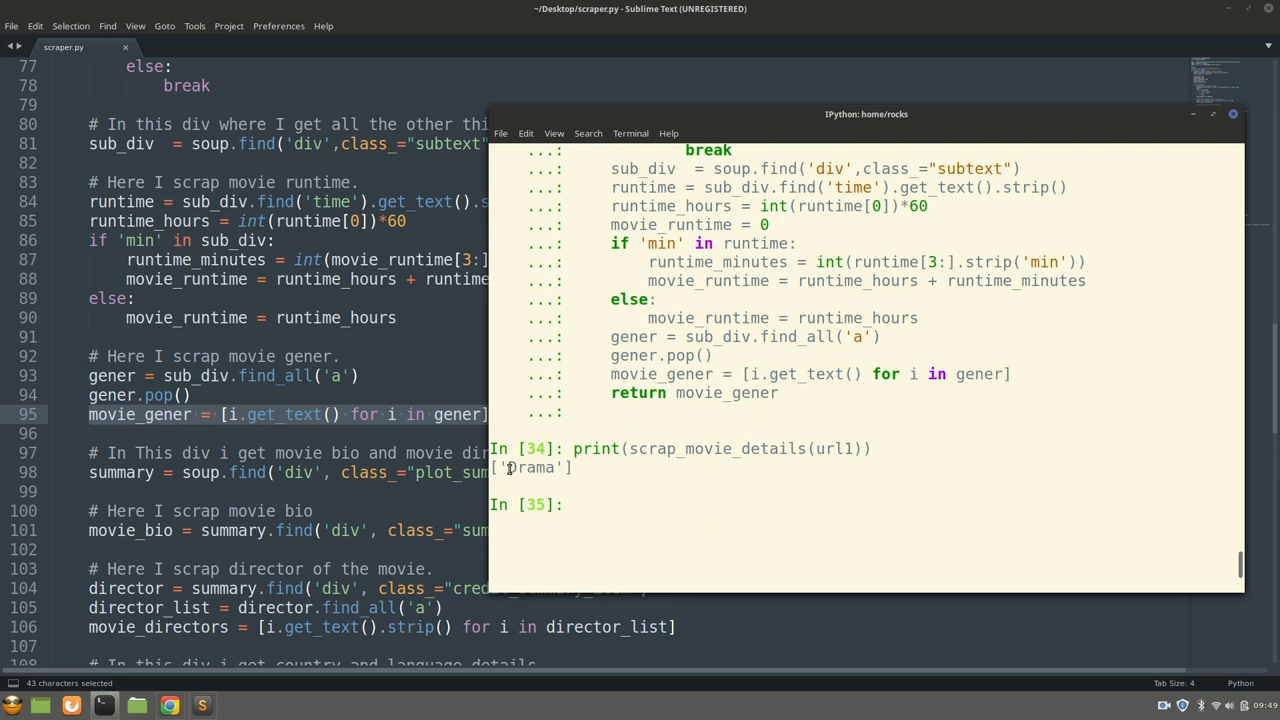 ~/Desktop/scraper.py - Sublime Text (UNREGISTERED)
File Edit Selection Find View Goto Tools Project Preferences Help
scraper.py ×
77 else:
78 break
79
80 # In this div where I get all the other thi
81 sub_div = soup.find('div',class_="subtext"
82
83 # Here I scrap movie runtime.
84 runtime = sub_div.find('time').get_text().s
85 runtime_hours = int(runtime[0])*60
86 if 'min' in sub_div:
87 runtime_minutes = int(movie_runtime[3:]
88 movie_runtime = runtime_hours + runtime
89 else:
90 movie_runtime = runtime_hours
91
92 # Here I scrap movie gener.
93 gener = sub_div.find_all('a')
94 gener.pop()
95 movie_gener = [i.get_text() for i in gener]
96
97 # In This div i get movie bio and movie dir
98 summary = soup.find('div', class_="plot_sum
99
100 # Here I scrap movie bio
101 movie_bio = summary.find('div', class_="sum
102
103 # Here I scrap director of the movie.
104 director = summary.find('div', class_="cred
105 director_list = director.find_all('a')
106 movie_directors = [i.get_text().strip() for i in director_list]
107
108 # In this div i get country and language details
IPython: home/rocks
File Edit View Search Terminal Help
...: break
...: sub_div = soup.find('div',class_="subtext")
...: runtime = sub_div.find('time').get_text().strip()
...: runtime_hours = int(runtime[0])*60
...: movie_runtime = 0
...: if 'min' in runtime:
...: runtime_minutes = int(runtime[3:].strip('min'))
...: movie_runtime = runtime_hours + runtime_minutes
...: else:
...: movie_runtime = runtime_hours
...: gener = sub_div.find_all('a')
...: gener.pop()
...: movie_gener = [i.get_text() for i in gener]
...: return movie_gener
...:
In [34]: print(scrap_movie_details(url1))
['Drama']
In [35]:
43 characters selected
Tab Size: 4 Python
09:49